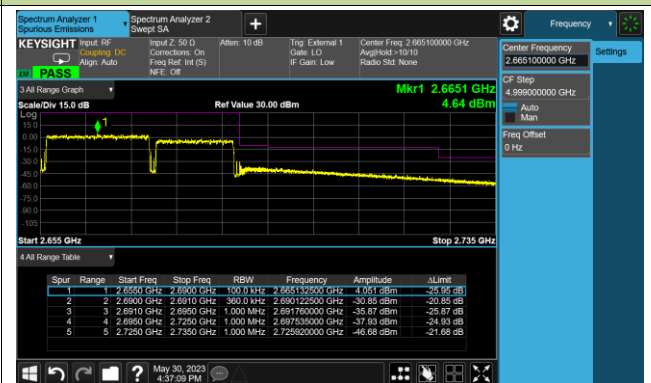 Spectrum Analyzer 1
Spurious Emissions
Spectrum Analyzer 2
Swept SA
+
Frequency
KEYSIGHT
Input: RF
Coupling: DC
Align: Auto
Input Z: 50 Ω
Corrections: On
Freq Ref: Int (S)
NFE: Off
Atten: 10 dB
Trig: External 1
Gate: LO
IF Gain: Low
Center Freq: 2.665100000 GHz
Avg|Hold:>10/10
Radio Std: None
PASS
Center Frequency
2.665100000 GHz
Settings
CF Step
4.999000000 GHz
Auto
Man
Freq Offset
0 Hz
3 All Range Graph
Mkr1 2.6651 GHz
Scale/Div 15.0 dB
Ref Value 30.00 dBm
4.64 dBm
Log
15.0
0.00
-15.0
-30.0
-45.0
-60.0
-75.0
-90.0
-105
1
Start 2.655 GHz
Stop 2.735 GHz
4 All Range Table
Spur Range Start Freq Stop Freq RBW Frequency Amplitude ΔLimit
1 1 2.6550 GHz 2.6900 GHz 100.0 kHz 2.665132500 GHz 4.051 dBm -25.95 dB
2 2 2.6900 GHz 2.6910 GHz 360.0 kHz 2.690122500 GHz -30.85 dBm -20.85 dB
3 3 2.6910 GHz 2.6950 GHz 1.000 MHz 2.691760000 GHz -35.87 dBm -25.87 dB
4 4 2.6950 GHz 2.7250 GHz 1.000 MHz 2.697535000 GHz -37.93 dBm -24.93 dB
5 5 2.7250 GHz 2.7350 GHz 1.000 MHz 2.725920000 GHz -46.68 dBm -21.68 dB
?
May 30, 2023
4:37:09 PM